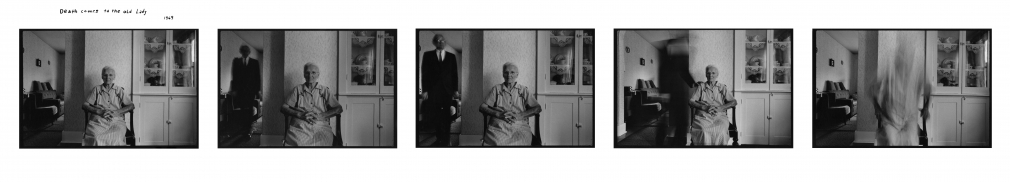 Death comes to the old Lady
1969